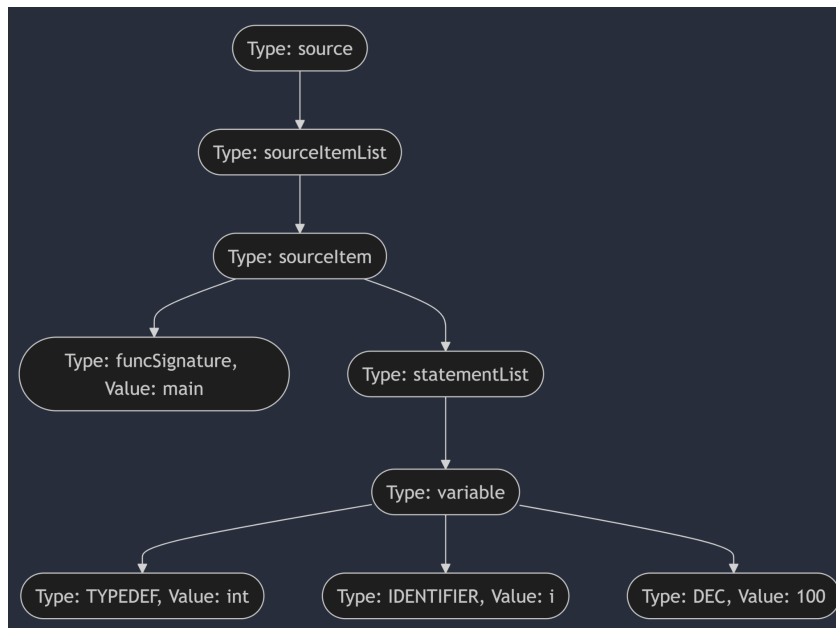 Type: source
Type: sourceItemList
Type: sourceItem
Type: funcSignature,
Value: main
Type: statementList
Type: variable
Type: TYPEDEF, Value: int
Type: IDENTIFIER, Value: i
Type: DEC, Value: 100